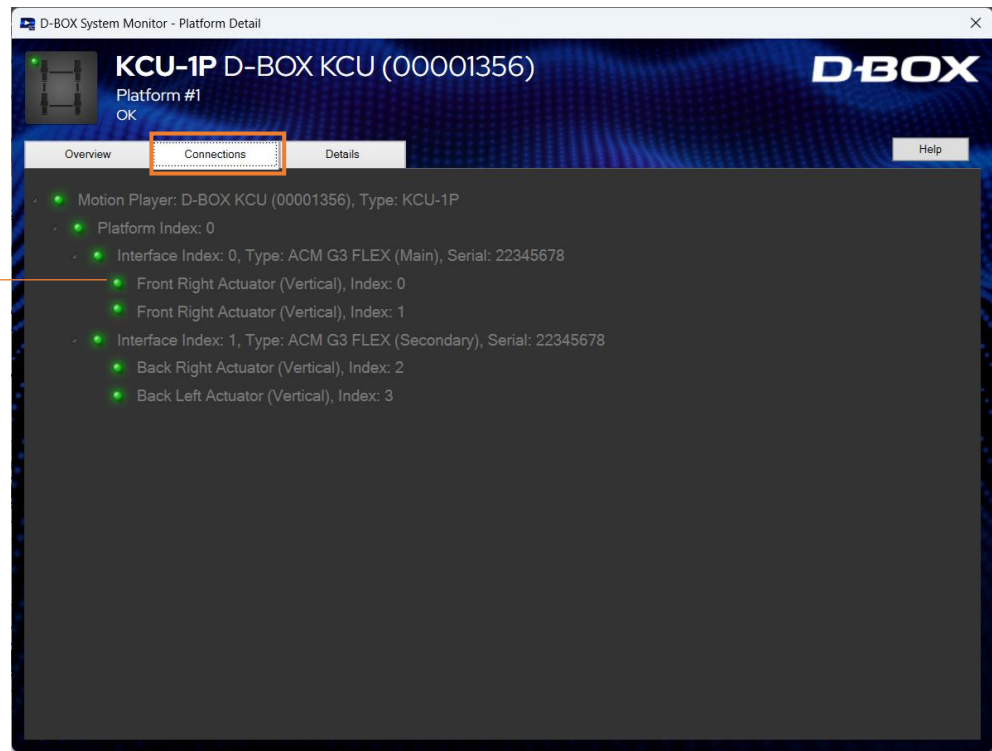 D-BOX System Monitor - Platform Detail
KCU-1P D-BOX KCU (00001356)
Platform #1
OK
D-BOX
Overview Connections Details Help
Motion Player: D-BOX KCU (00001356), Type: KCU-1P
Platform Index: 0
Interface Index: 0, Type: ACM G3 FLEX (Main), Serial: 22345678
Front Right Actuator (Vertical), Index: 0
Front Right Actuator (Vertical), Index: 1
Interface Index: 1, Type: ACM G3 FLEX (Secondary), Serial: 22345678
Back Right Actuator (Vertical), Index: 2
Back Left Actuator (Vertical), Index: 3